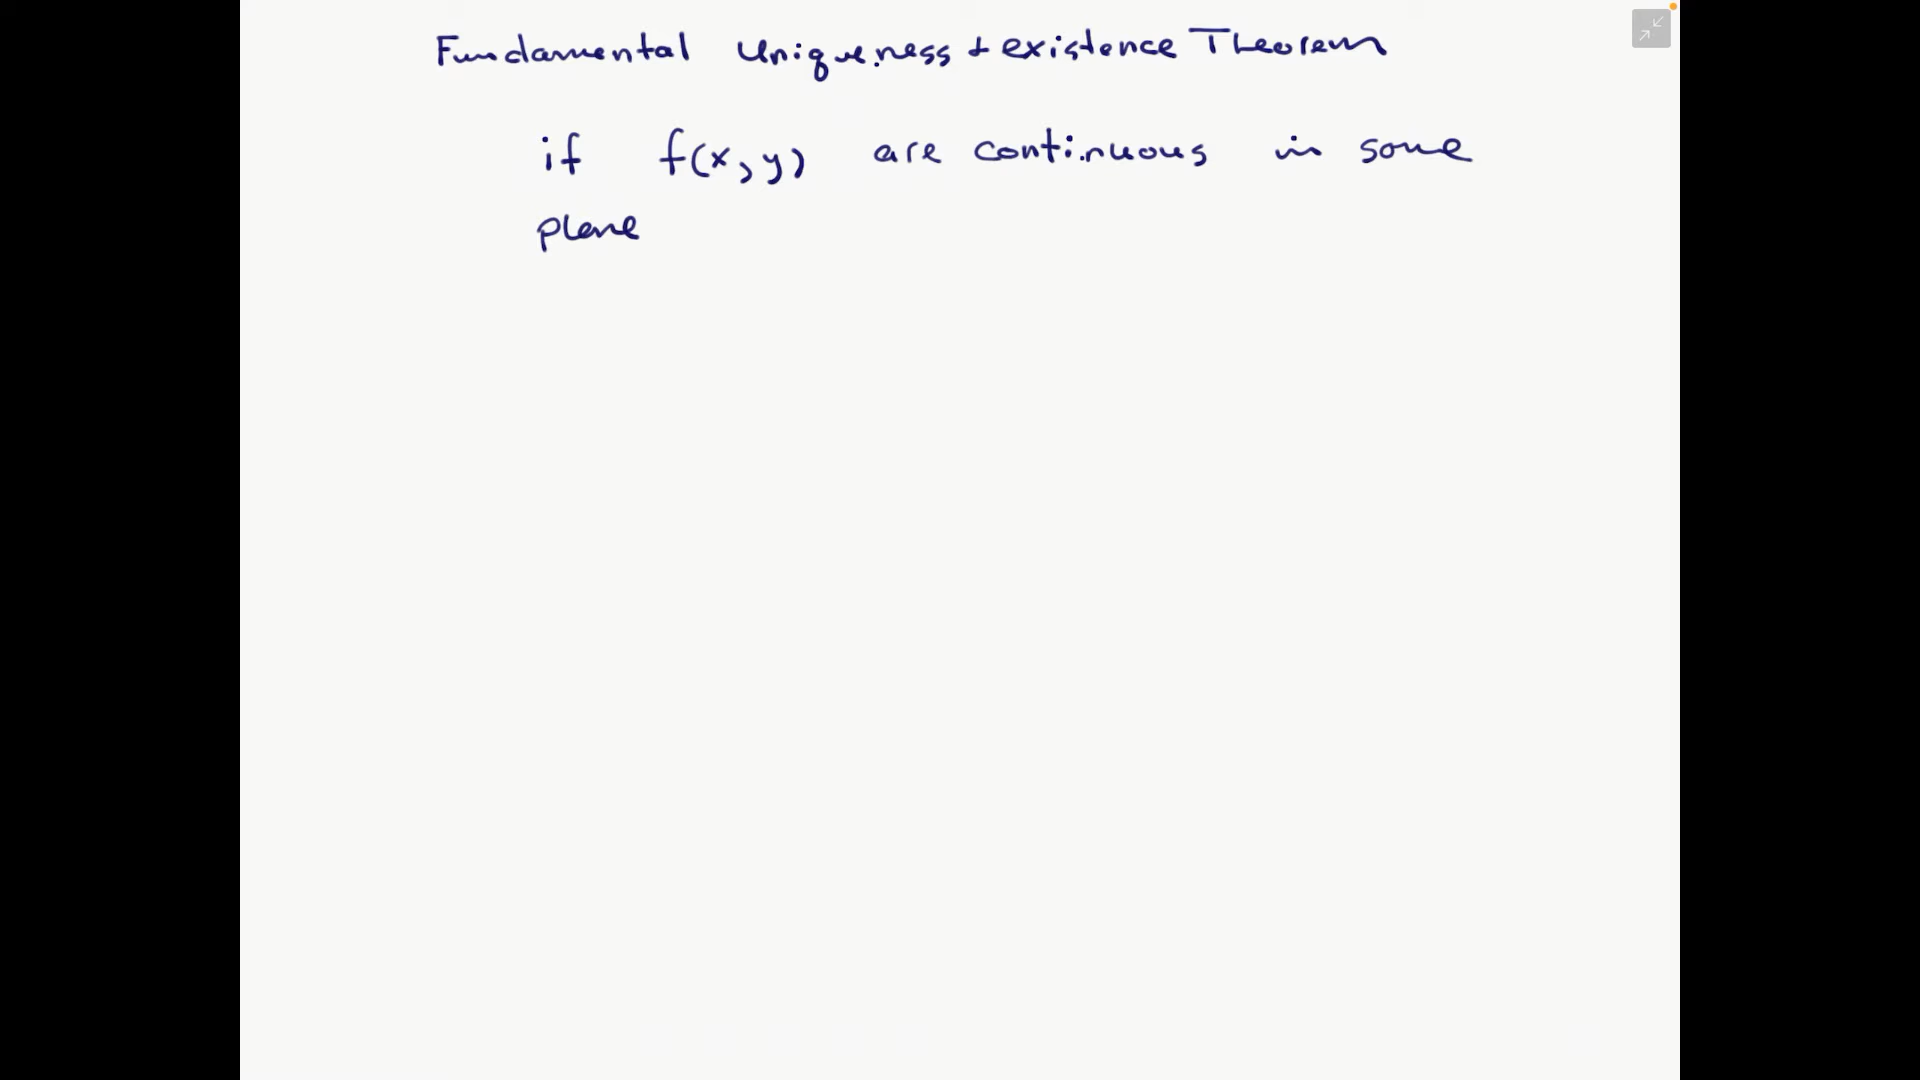 Fundamental Uniqueness + existence Theorem
if f(x,y) are continuous in some
plane